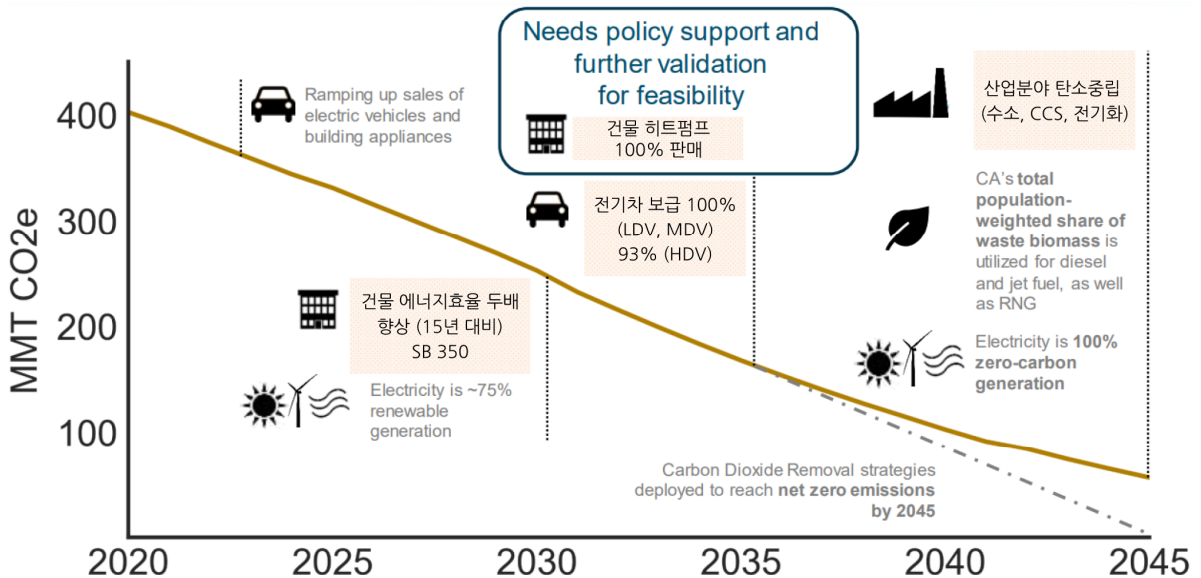 Needs policy support and
further validation
for feasibility
건물 히트펌프
100% 판매
Ramping up sales of
electric vehicles and
building appliances
산업분야 탄소중립
(수소, CCS, 전기화)
전기차 보급 100%
(LDV, MDV)
93% (HDV)
CA's total
population-
weighted share of
waste biomass is
utilized for diesel
and jet fuel, as well
as RNG
건물 에너지효율 두배
향상 (15년 대비)
SB 350
Electricity is 100%
zero-carbon
generation
Electricity is ~75%
renewable
generation
Carbon Dioxide Removal strategies
deployed to reach net zero emissions
by 2045
MMT CO2e
400
300
200
100
2020 2025 2030 2035 2040 2045